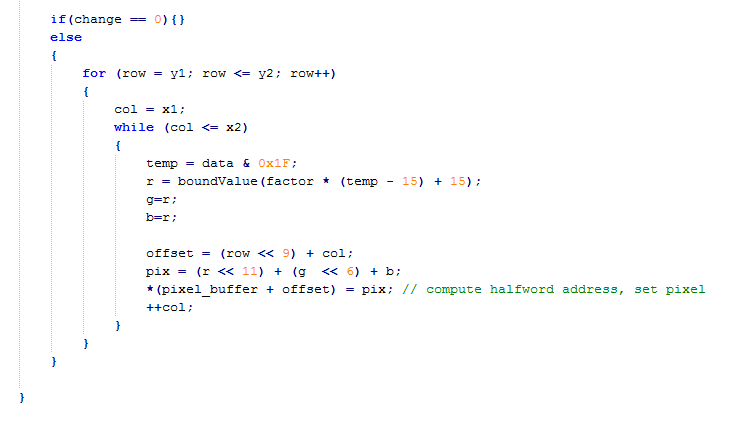 if(change == 0){}
else
{
for (row = y1; row <= y2; row++)
{
col = x1;
while (col <= x2)
{
temp = data & 0x1F;
r = boundValue(factor * (temp - 15) + 15);
g=r;
b=r;
offset = (row << 9) + col;
pix = (r << 11) + (g  << 6) + b;
*(pixel_buffer + offset) = pix; // compute halfword address, set pixel
++col;
}
}
}
}